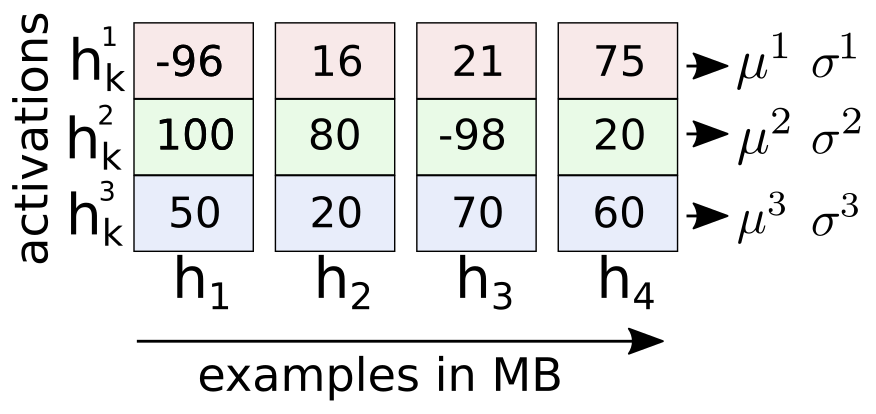 activations
h¹ₖ -96 16 21 75 μ¹ σ¹
h²ₖ 100 80 -98 20 μ² σ²
h³ₖ 50 20 70 60 μ³ σ³
h₁ h₂ h₃ h₄
examples in MB